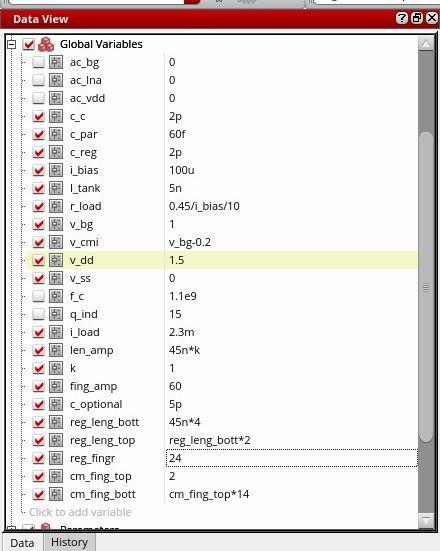 Data View
Global Variables
ac_bg 0
ac_lna 0
ac_vdd 0
c_c 2p
c_par 60f
c_reg 2p
i_bias 100u
l_tank 5n
r_load 0.45/i_bias/10
v_bg 1
v_cmi v_bg-0.2
v_dd 1.5
v_ss 0
f_c 1.1e9
q_ind 15
i_load 2.3m
len_amp 45n*k
k 1
fing_amp 60
c_optional 5p
reg_leng_bott 45n*4
reg_leng_top reg_leng_bott*2
reg_fingr 24
cm_fing_top 2
cm_fing_bott cm_fing_top*14
Click to add variable
Data History